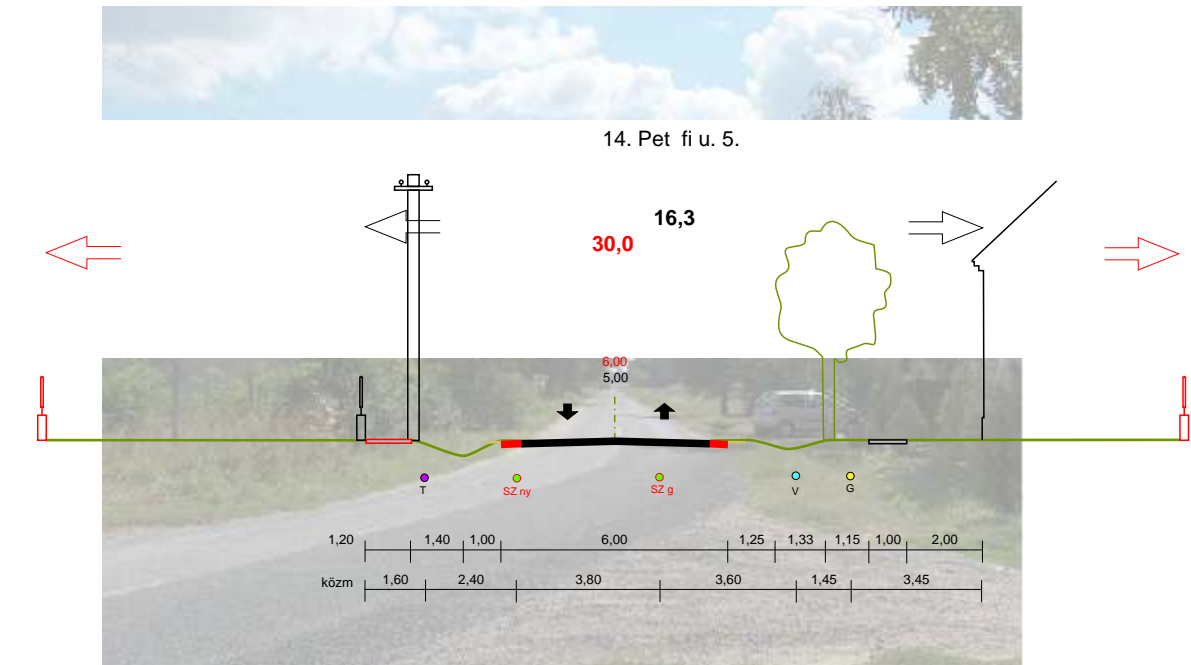 14. Pet fi u. 5.
16,3
30,0
6,00
5,00
T SZ ny SZ g V G
1,20 1,40 1,00 6,00 1,25 1,33 1,15 1,00 2,00
közm 1,60 2,40 3,80 3,60 1,45 3,45